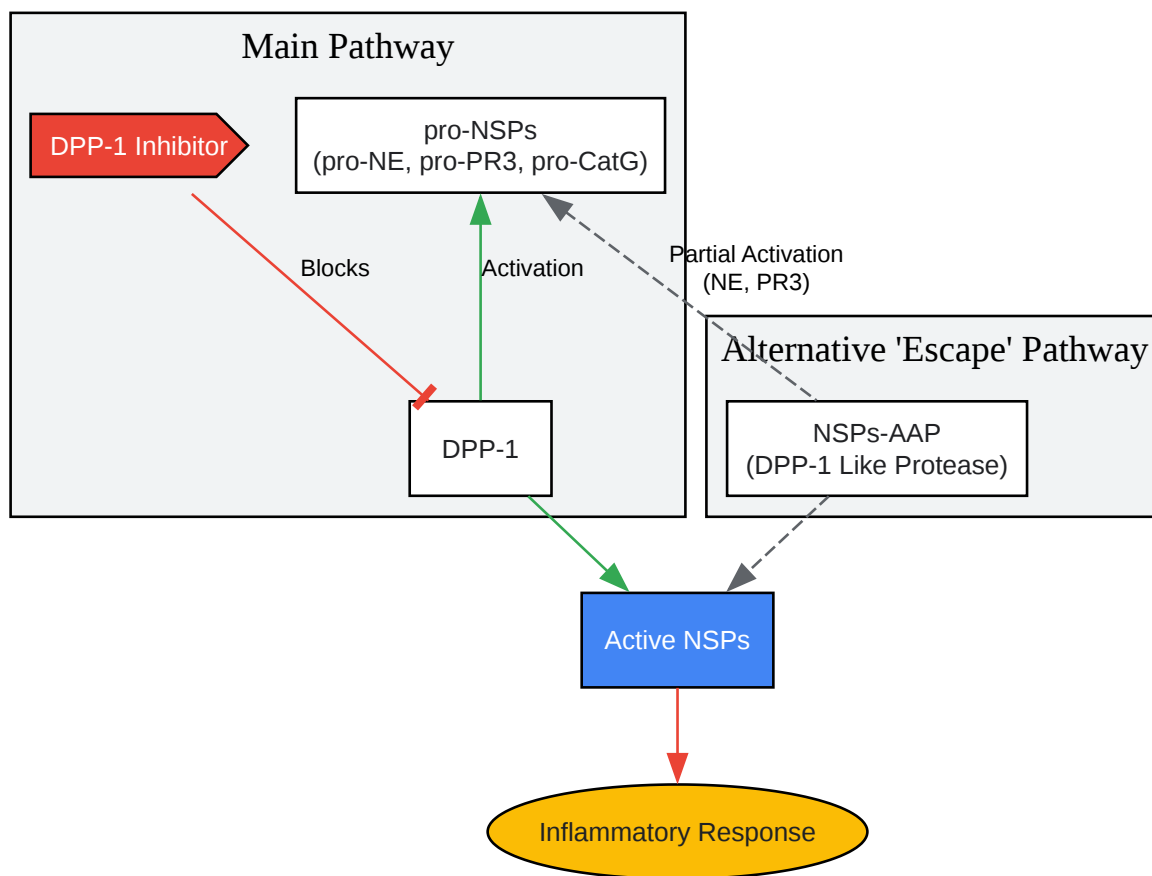 Main Pathway
DPP-1 Inhibitor
pro-NSPs
(pro-NE, pro-PR3, pro-CatG)
Blocks
Activation
Partial Activation
(NE, PR3)
Alternative 'Escape' Pathway
DPP-1
NSPs-AAP
(DPP-1 Like Protease)
Active NSPs
Inflammatory Response